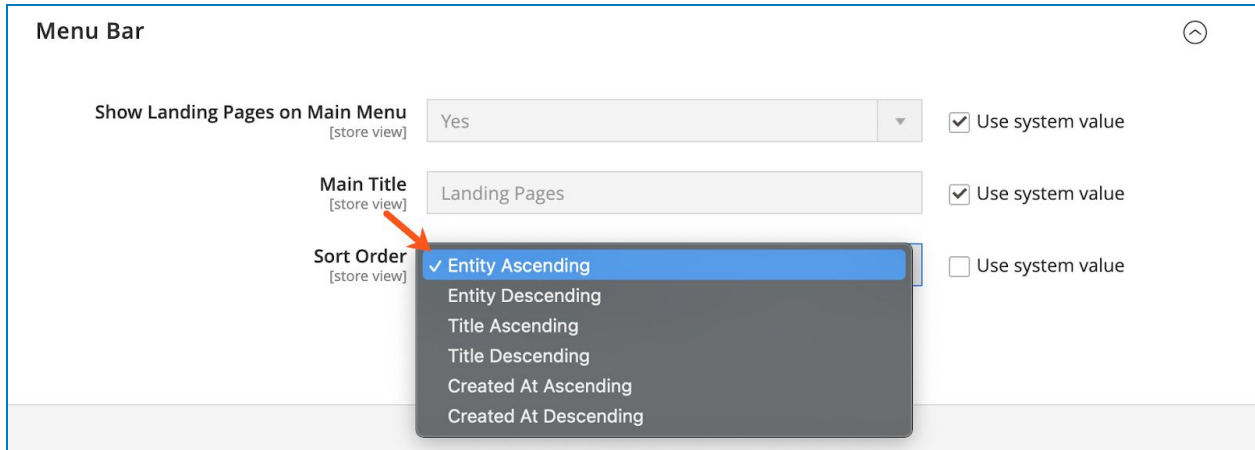 Menu Bar
Show Landing Pages on Main Menu
[store view]
Yes
Use system value
Main Title
[store view]
Landing Pages
Use system value
Sort Order
[store view]
Entity Ascending
Use system value
Entity Descending
Title Ascending
Title Descending
Created At Ascending
Created At Descending